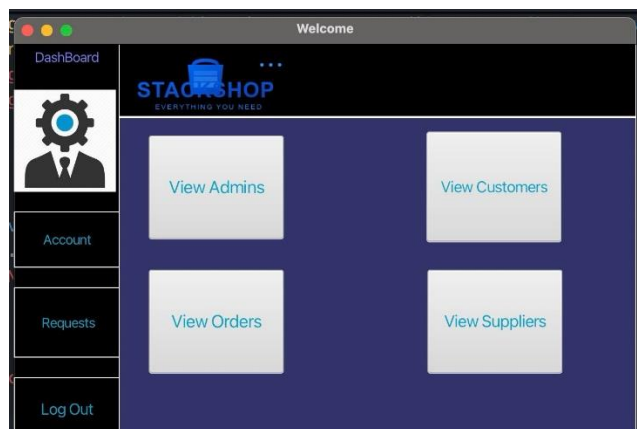 Welcome
DashBoard
STACKSHOP
EVERYTHING YOU NEED
View Admins
View Customers
Account
View Orders
View Suppliers
Requests
Log Out